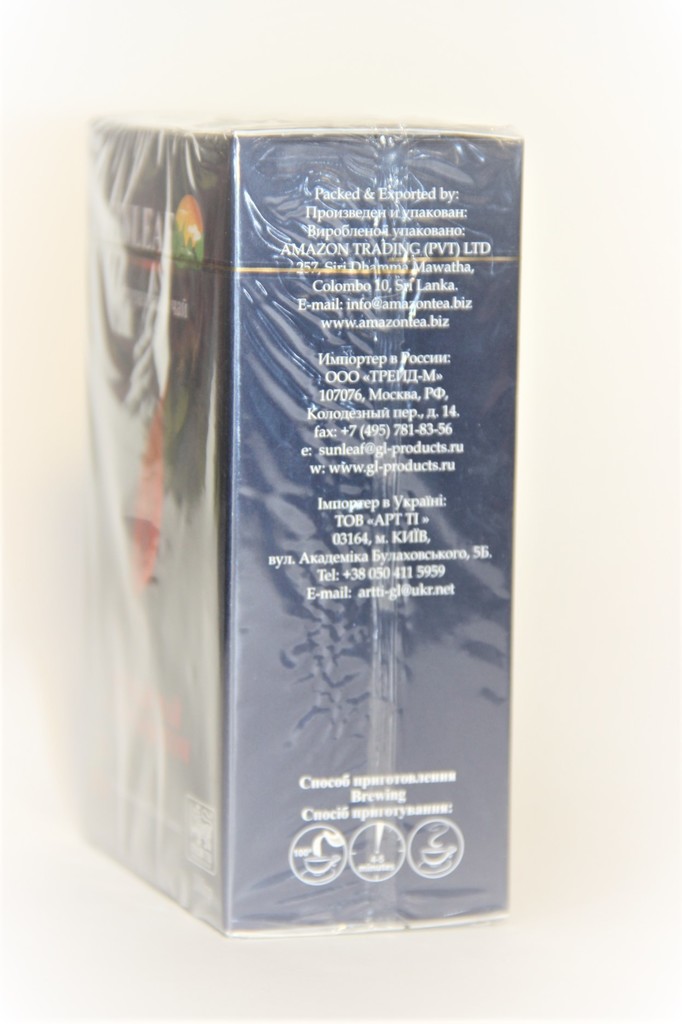 чай
Packed & Exported by:
Произведен и упакован:
Вироблено і упаковано:
AMAZON TRADING (PVT) LTD
257, Siri Dhamma Mawatha,
Colombo 10, Sri Lanka.
E-mail: info@amazontea.biz
www.amazontea.biz
Импортер в России:
ООО «ТРЕЙД-М»
107076, Москва, РФ,
Колодезный пер., д. 14.
fax: +7 (495) 781-83-56
e: sunleaf@gl-products.ru
w: www.gl-products.ru
Імпортер в Україні:
ТОВ «АРТ ТІ »
03164, м. КИЇВ,
вул. Академіка Булаховського, 5Б.
Tel: +38 050 411 5959
E-mail: artti-gl@ukr.net
Способ приготовления
Brewing
Спосіб приготування:
100°